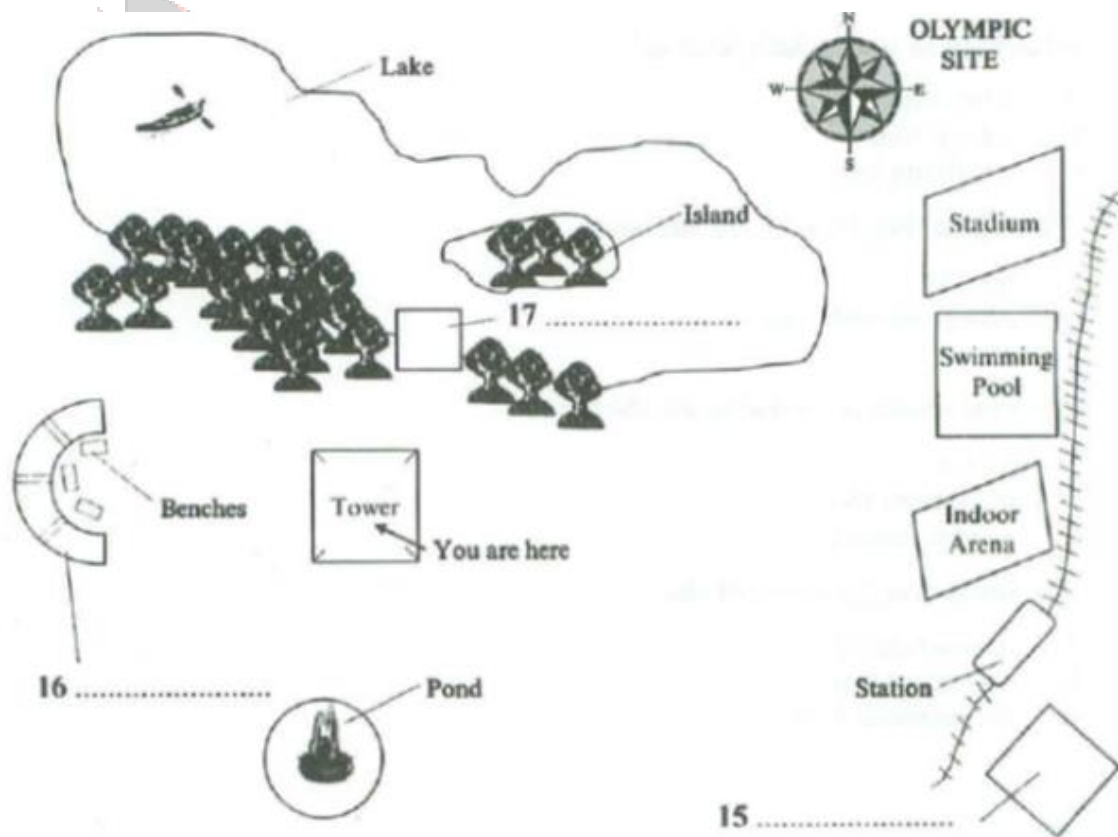 OLYMPIC
SITE
N
W
E
S
Lake
Island
Stadium
17 ........................
Swimming
Pool
Benches
Tower
You are here
Indoor
Arena
16 ........................
Pond
Station
15 ........................